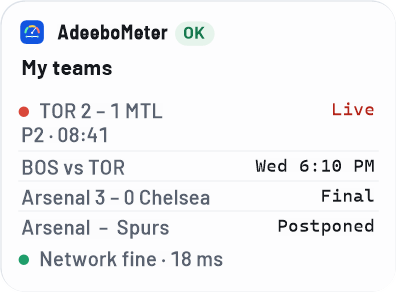 AdeeboMeter OK
My teams
TOR 2 – 1 MTL Live
P2 · 08:41
BOS vs TOR Wed 6:10 PM
Arsenal 3 – 0 Chelsea Final
Arsenal – Spurs Postponed
Network fine · 18 ms